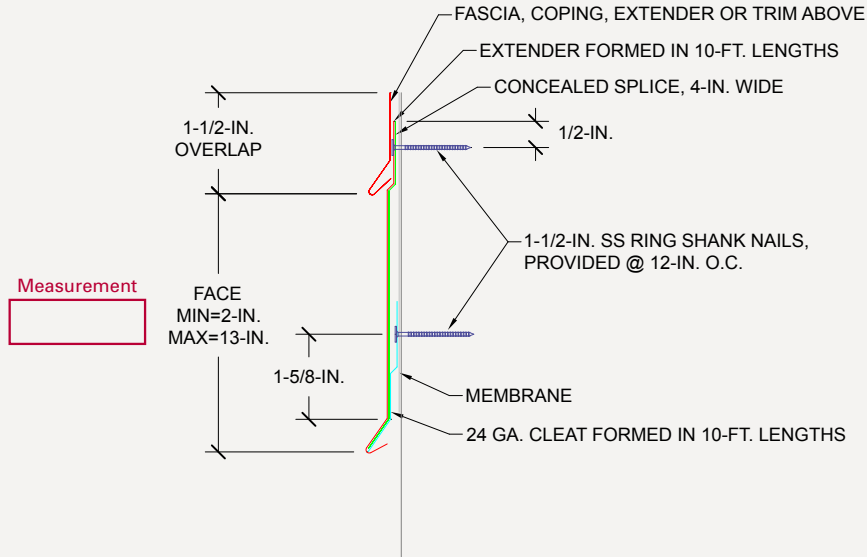 FASCIA, COPING, EXTENDER OR TRIM ABOVE
EXTENDER FORMED IN 10-FT. LENGTHS
CONCEALED SPLICE, 4-IN. WIDE
1-1/2-IN.
OVERLAP
1/2-IN.
1-1/2-IN. SS RING SHANK NAILS,
PROVIDED @ 12-IN. O.C.
Measurement
FACE
MIN=2-IN.
MAX=13-IN.
1-5/8-IN.
MEMBRANE
24 GA. CLEAT FORMED IN 10-FT. LENGTHS